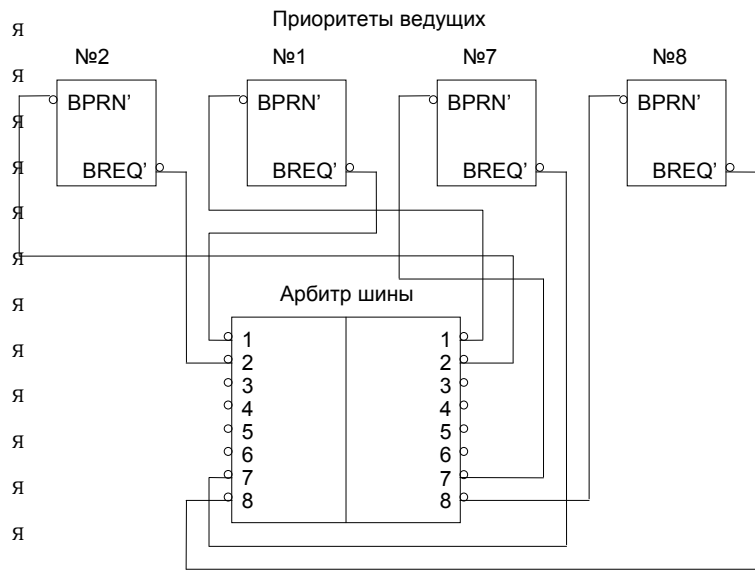 Приоритеты ведущих
я
№2 №1 №7 №8
я
BPRN’ BPRN’ BPRN’ BPRN’
я
BREQ’ BREQ’ BREQ’ BREQ’
я
я
я
Арбитр шины
я
1 1
я
2 2
3 3
я
4 4
5 5
я
6 6
7 7
я
8 8
я